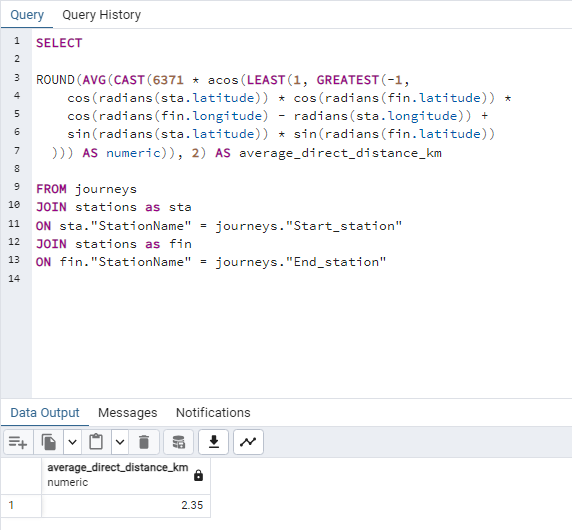 Query Query History
1 SELECT
2
3 ROUND(AVG(CAST(6371 * acos(LEAST(1, GREATEST(-1,
4 cos(radians(sta.latitude)) * cos(radians(fin.latitude)) *
5 cos(radians(fin.longitude) - radians(sta.longitude)) +
6 sin(radians(sta.latitude)) * sin(radians(fin.latitude))
7 ))) AS numeric)), 2) AS average_direct_distance_km
8
9 FROM journeys
10 JOIN stations as sta
11 ON sta."StationName" = journeys."Start_station"
12 JOIN stations as fin
13 ON fin."StationName" = journeys."End_station"
14
Data Output Messages Notifications
average_direct_distance_km
numeric
1 2.35